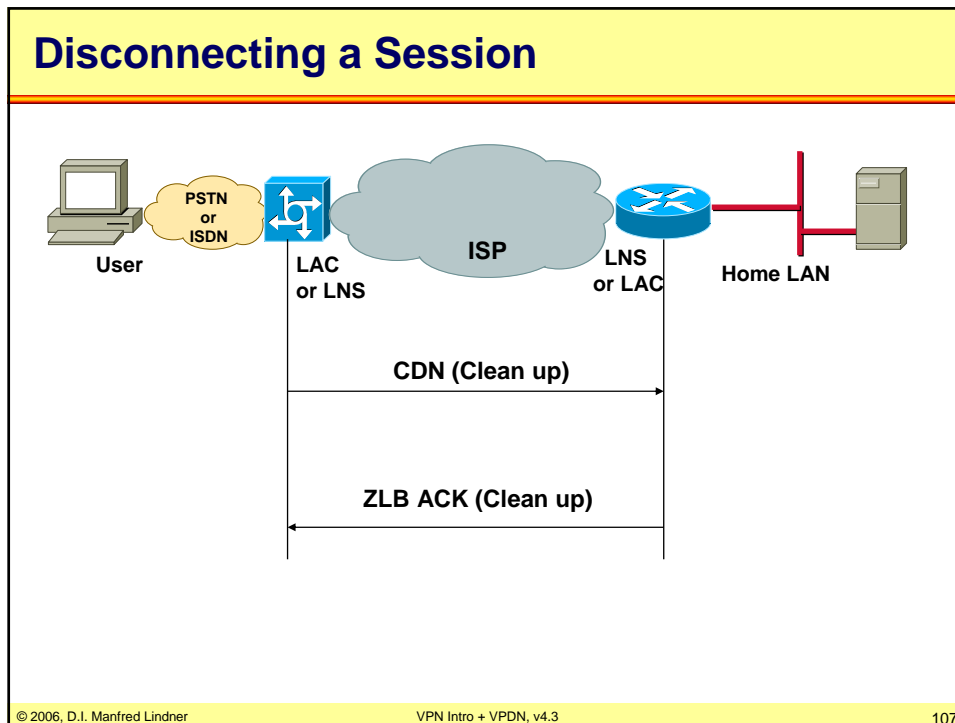 Disconnecting a Session
PSTN
or
ISDN
User
LAC
or LNS
ISP
LNS
or LAC
Home LAN
CDN (Clean up)
ZLB ACK (Clean up)
© 2006, D.I. Manfred Lindner
VPN Intro + VPDN, v4.3
107